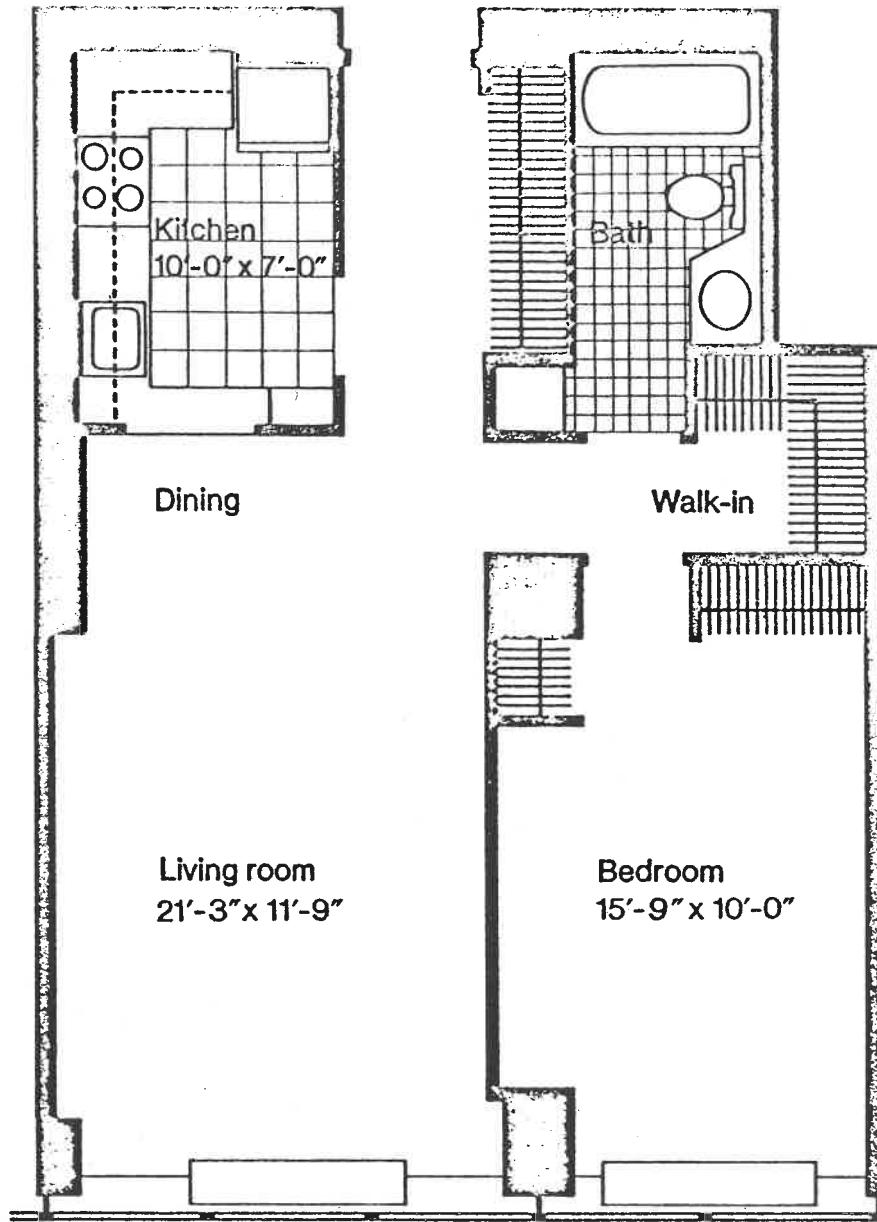 Kitchen
10'-0" x 7'-0"
Bath
Dining
Walk-in
Living room
21'-3" x 11'-9"
Bedroom
15'-9" x 10'-0"